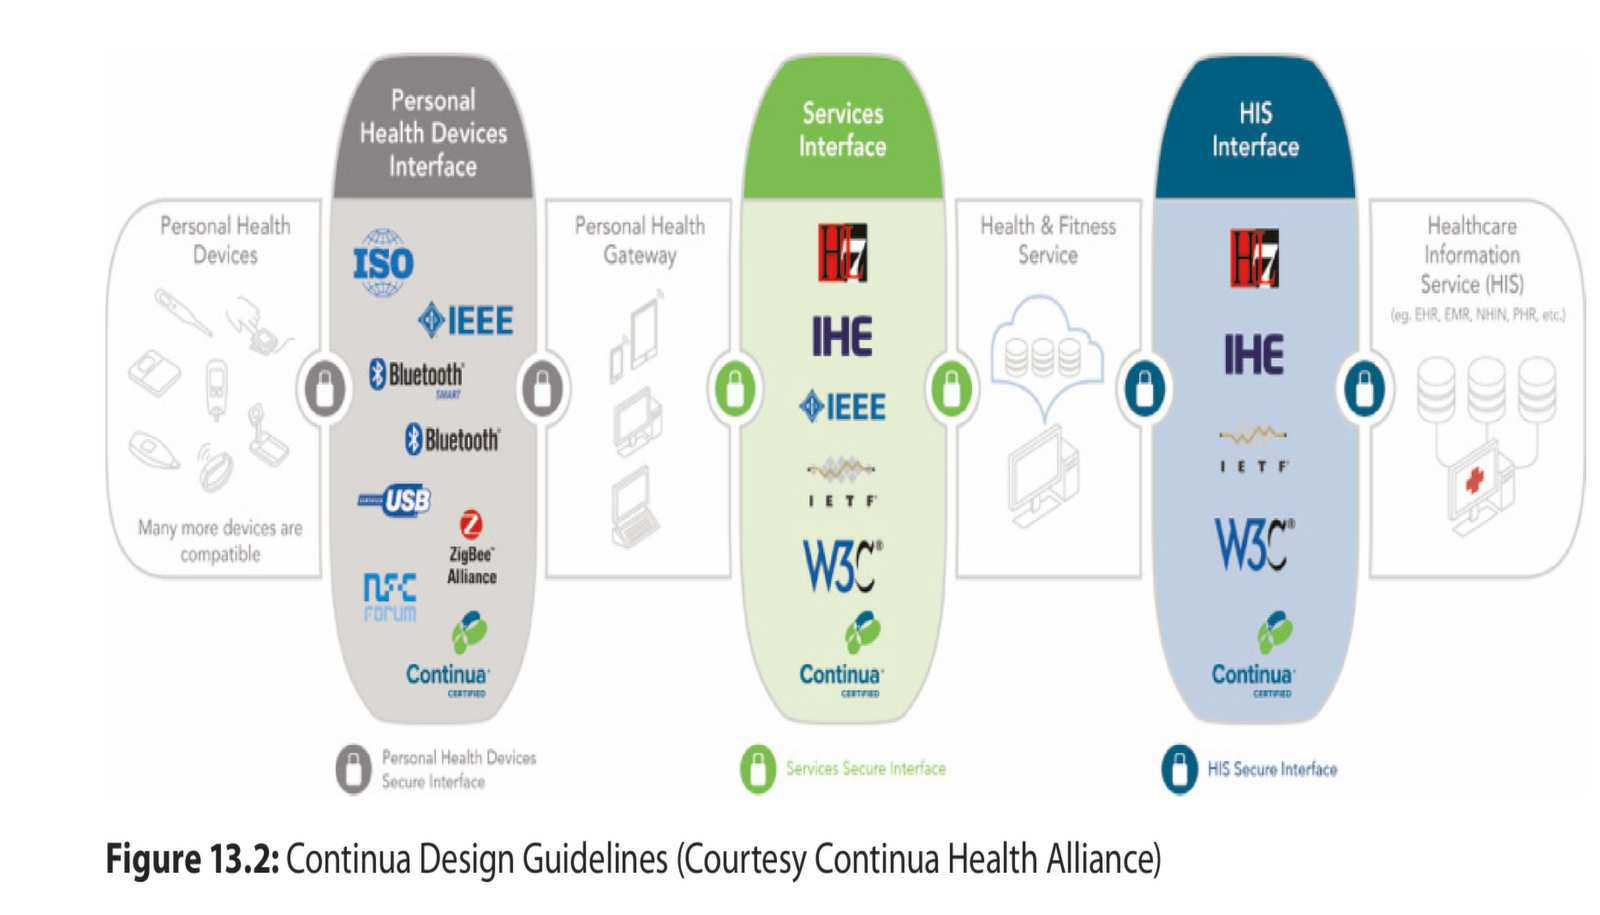 Personal
Health Devices
Interface
Services
Interface
HIS
Interface
Personal Health
Devices
Many more devices are
compatible
ISO
IEEE
Bluetooth®
SMART
Bluetooth®
CERTIFIED USB
ZigBee™
Alliance
NFC
Forum
Continua®
CERTIFIED
Personal Health
Gateway
HL7
IHE
IEEE
IETF®
W3C®
Continua®
CERTIFIED
Health & Fitness
Service
HL7
IHE
IETF®
W3C®
Continua®
CERTIFIED
Healthcare
Information
Service (HIS)
(eg. EHR, EMR, NHIN, PHR, etc.)
Personal Health Devices
Secure Interface
Services Secure Interface
HIS Secure Interface
Figure 13.2: Continua Design Guidelines (Courtesy Continua Health Alliance)